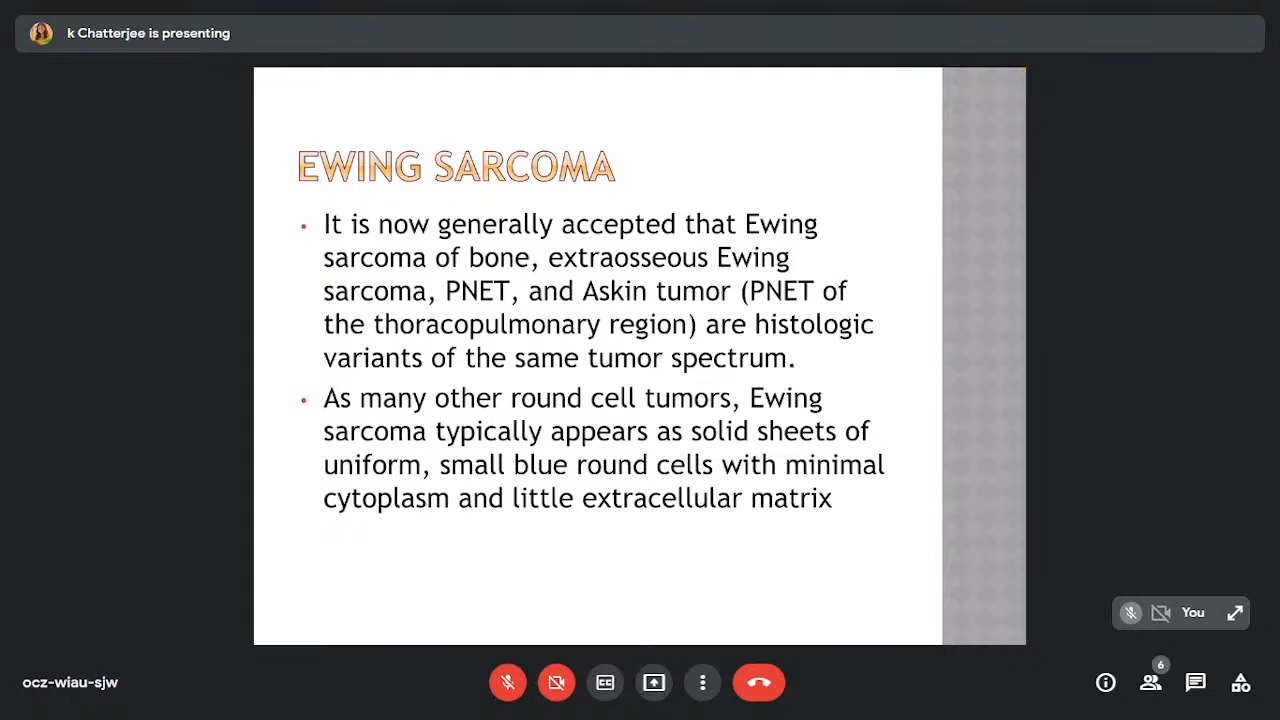 k Chatterjee is presenting
EWING SARCOMA
• It is now generally accepted that Ewing
sarcoma of bone, extraosseous Ewing
sarcoma, PNET, and Askin tumor (PNET of
the thoracopulmonary region) are histologic
variants of the same tumor spectrum.
• As many other round cell tumors, Ewing
sarcoma typically appears as solid sheets of
uniform, small blue round cells with minimal
cytoplasm and little extracellular matrix
You
ocz-wiau-sjw
CC
6